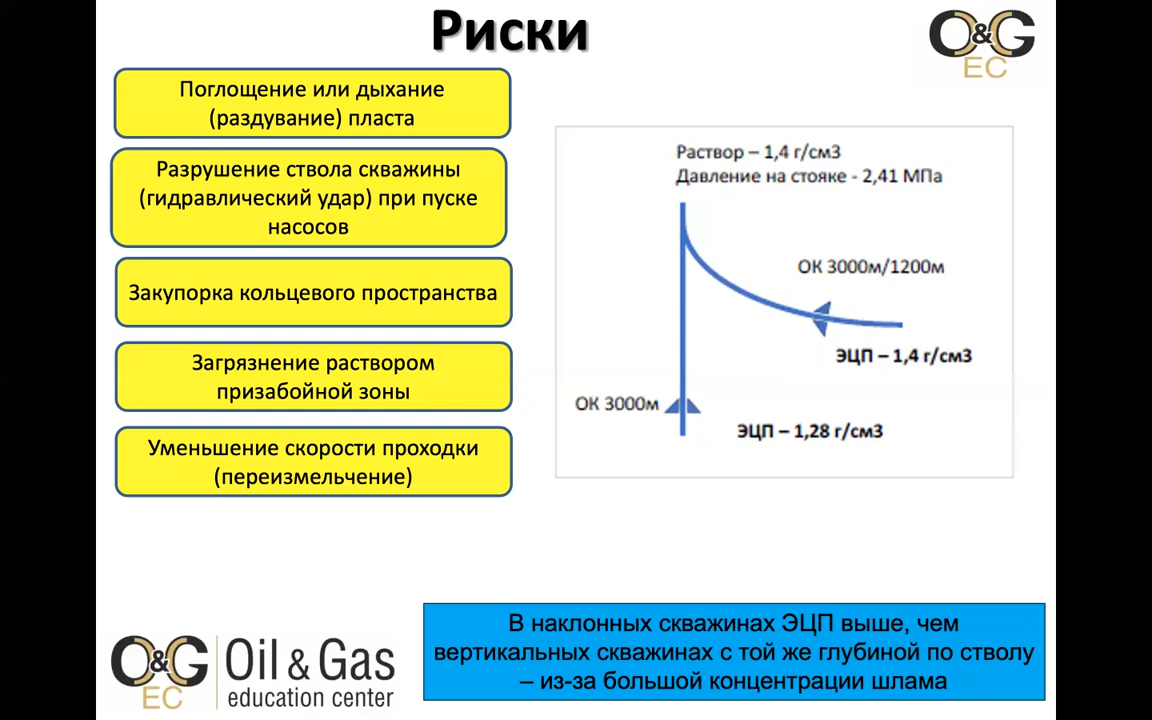 Риски
O&G
EC
Поглощение или дыхание
(раздувание) пласта
Разрушение ствола скважины
(гидравлический удар) при пуске
насосов
Закупорка кольцевого пространства
Загрязнение раствором
призабойной зоны
Уменьшение скорости проходки
(переизмельчение)
Раствор – 1,4 г/см3
Давление на стояке - 2,41 МПа
ОК 3000м/1200м
ЭЦП – 1,4 г/см3
ОК 3000м
ЭЦП – 1,28 г/см3
В наклонных скважинах ЭЦП выше, чем
вертикальных скважинах с той же глубиной по стволу
– из-за большой концентрации шлама
O&G
EC
Oil & Gas
education center